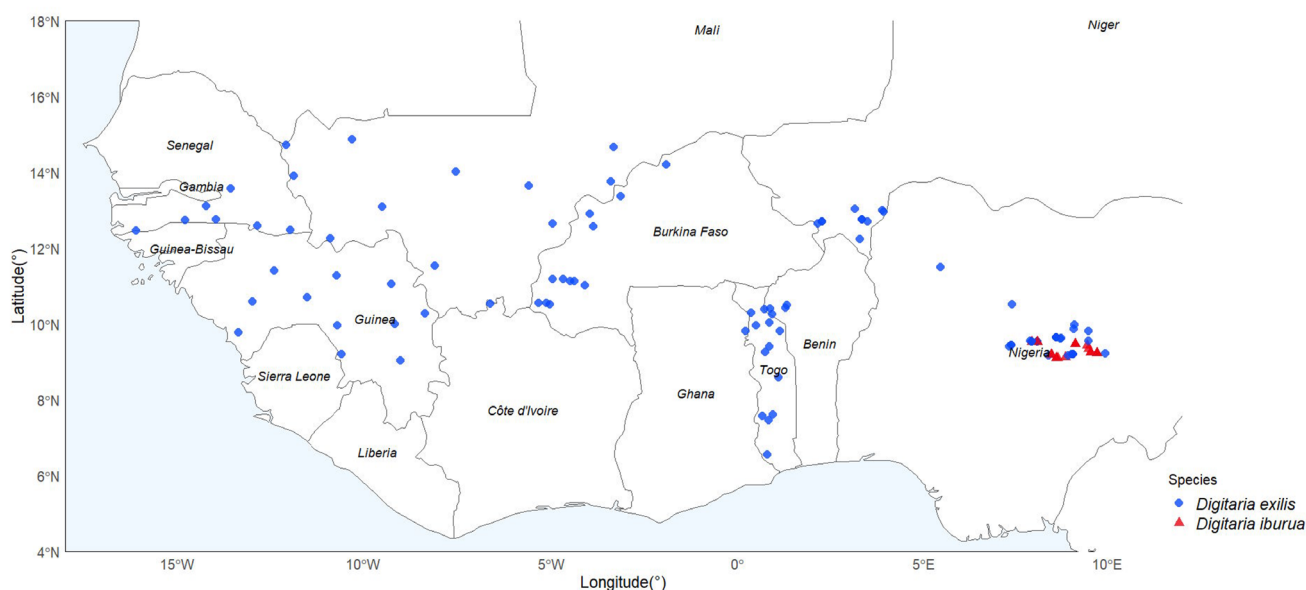 18°N
Mali
Niger
16°N
Senegal
14°N
Gambia
12°N
Guinea-Bissau
Burkina Faso
Latitude(°)
10°N
Guinea
Nigeria
Benin
Togo
Sierra Leone
8°N
Côte d'Ivoire
Ghana
Liberia
6°N
Species
Digitaria exilis
Digitaria iburua
4°N
15°W
10°W
5°W
0°
5°E
10°E
Longitude(°)